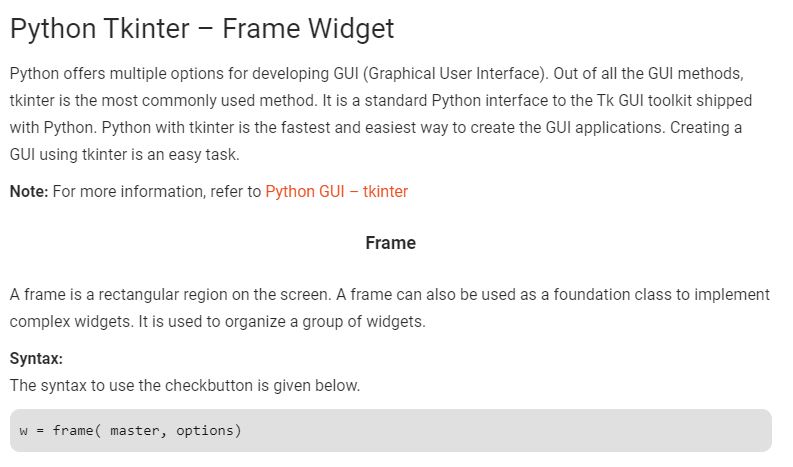 Python Tkinter – Frame Widget
Python offers multiple options for developing GUI (Graphical User Interface). Out of all the GUI methods,
tkinter is the most commonly used method. It is a standard Python interface to the Tk GUI toolkit shipped
with Python. Python with tkinter is the fastest and easiest way to create the GUI applications. Creating a
GUI using tkinter is an easy task.
Note: For more information, refer to Python GUI – tkinter
Frame
A frame is a rectangular region on the screen. A frame can also be used as a foundation class to implement
complex widgets. It is used to organize a group of widgets.
Syntax:
The syntax to use the checkbutton is given below.
w = frame( master, options)